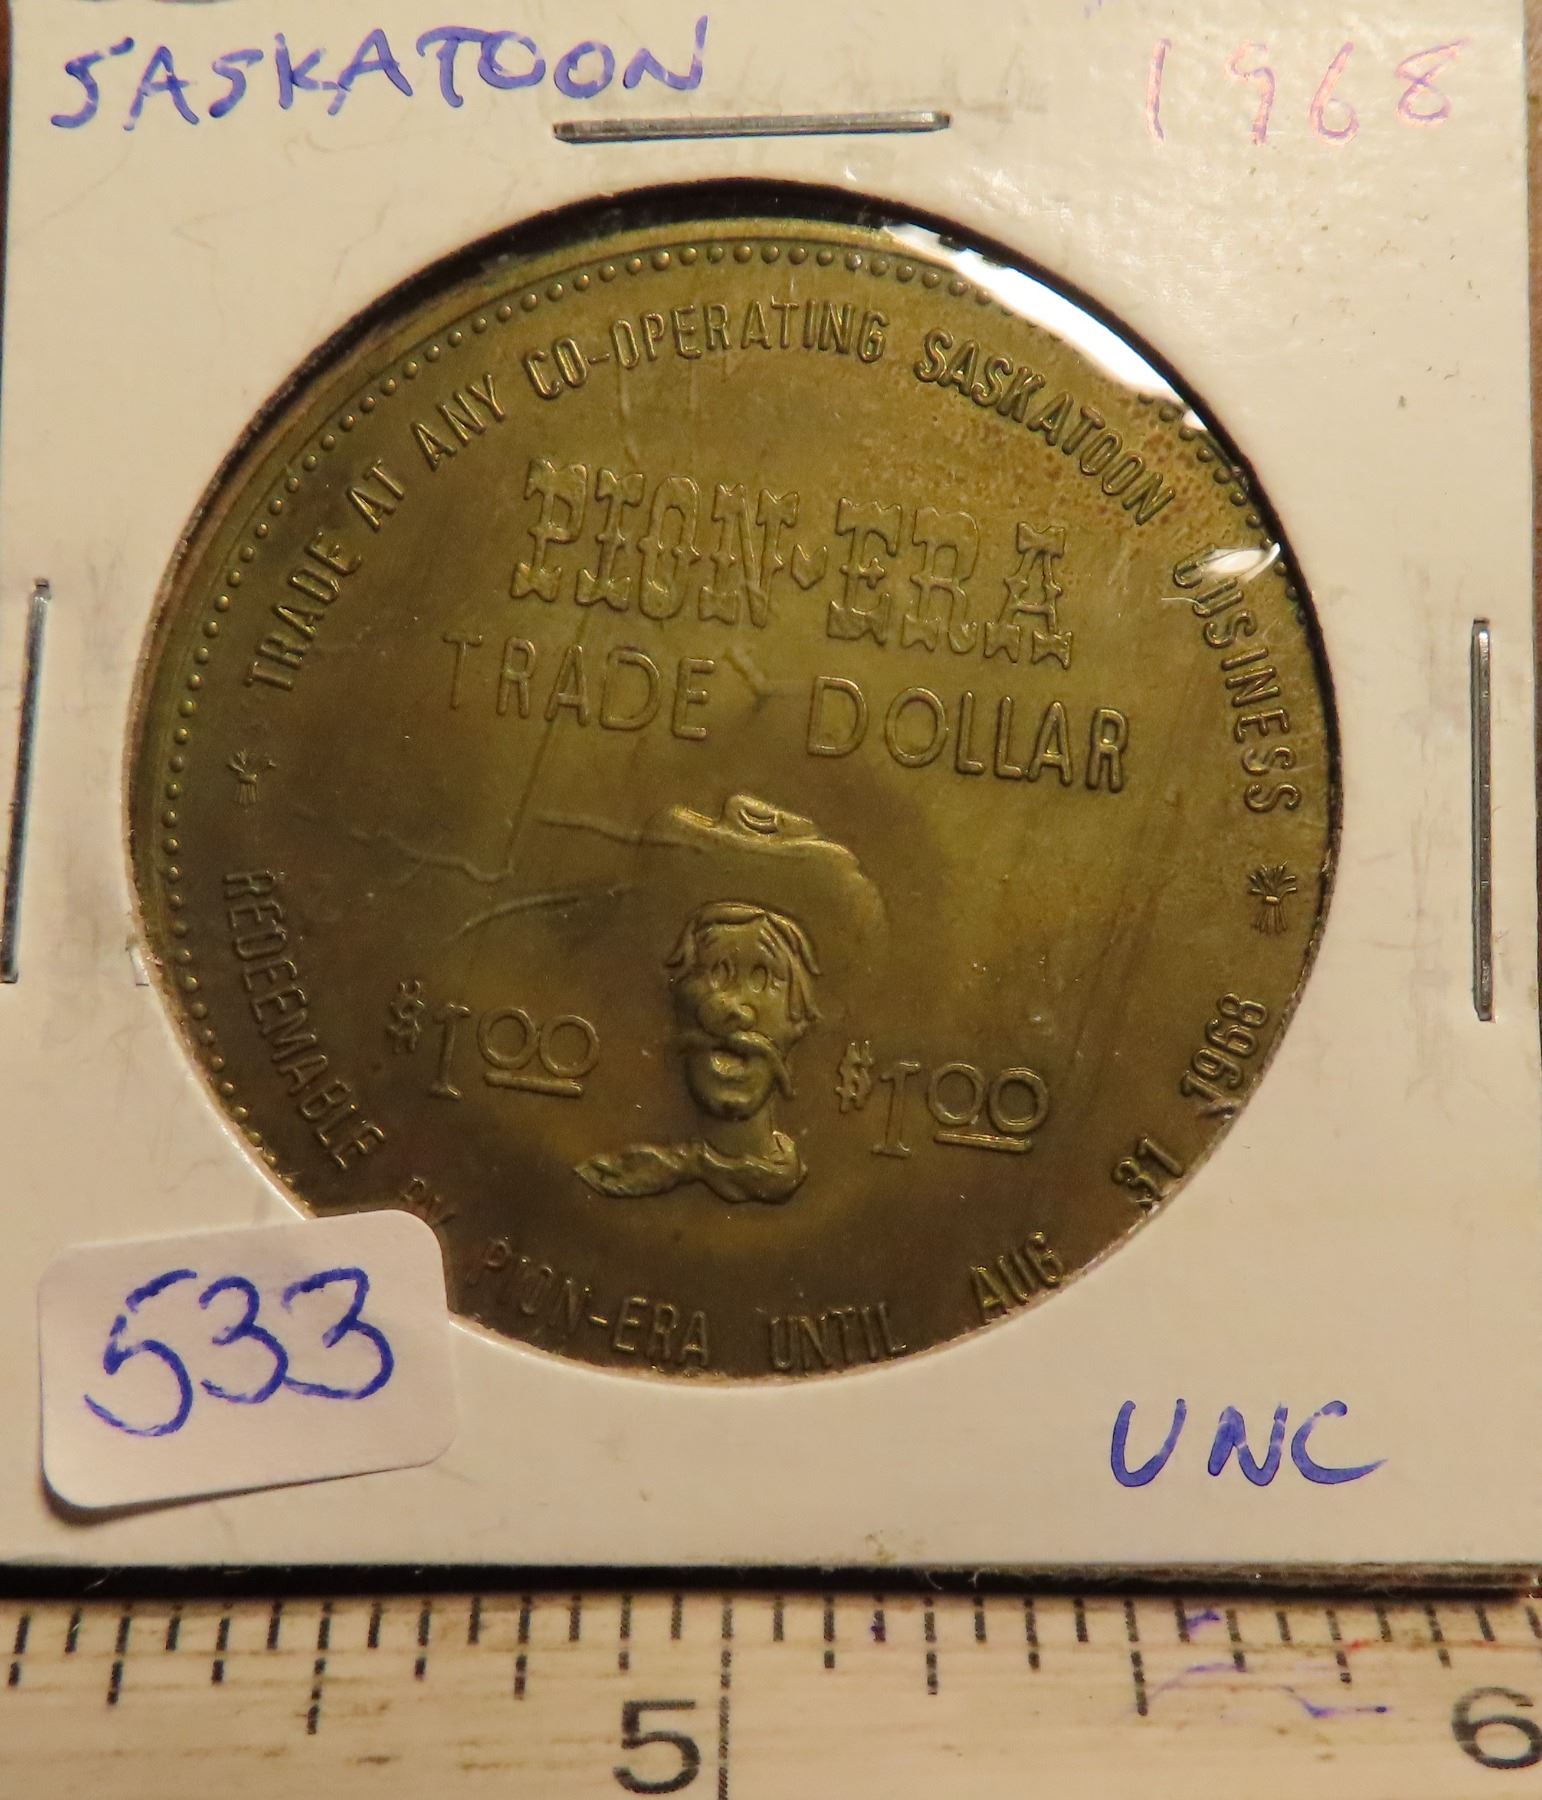 SASKATOON
1968
TRADE AT ANY CO-OPERATING SASKATOON BUSINESS
PION-ERA
TRADE DOLLAR
$1.00
$1.00
REDEEMABLE BY PION-ERA UNTIL AUG 31 1968
533
UNC
5
6